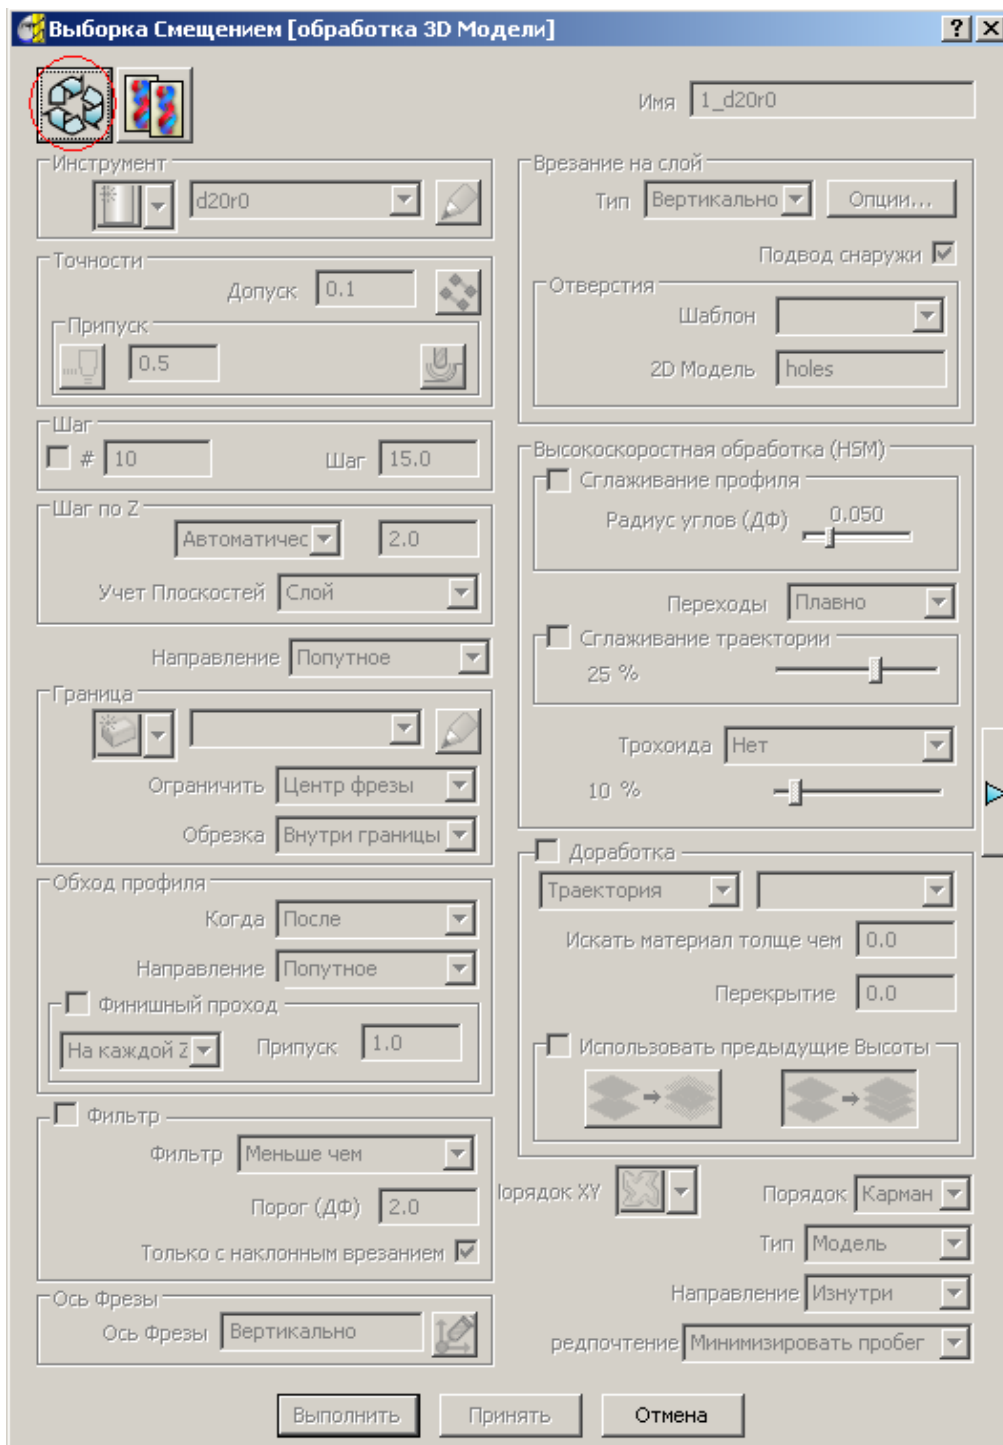 Выборка Смещением [обработка 3D Модели]
Имя 1_d20r0
Инструмент
d20r0
Точности
Допуск 0.1
Припуск
0.5
Шаг
# 10 Шаг 15.0
Шаг по Z
Автоматичес 2.0
Учет Плоскостей Слой
Направление Попутное
Граница
Ограничить Центр фрезы
Обрезка Внутри границы
Обход профиля
Когда После
Направление Попутное
Финишный проход
На каждой Z Припуск 1.0
Фильтр
Фильтр Меньше чем
Порог (ДФ) 2.0
Только с наклонным врезанием
Ось Фрезы
Ось Фрезы Вертикально
Врезание на слой
Тип Вертикально Опции...
Подвод снаружи
Отверстия
Шаблон
2D Модель holes
Высокоскоростная обработка (HSM)
Сглаживание профиля
Радиус углов (ДФ) 0.050
Переходы Плавно
Сглаживание траектории
25 %
Трохоида Нет
10 %
Доработка
Траектория
Искать материал толще чем 0.0
Перекрытие 0.0
Использовать предыдущие Высоты
орядок XY Порядок Карман
Тип Модель
Направление Изнутри
редпочтение Минимизировать пробег
Выполнить Принять Отмена